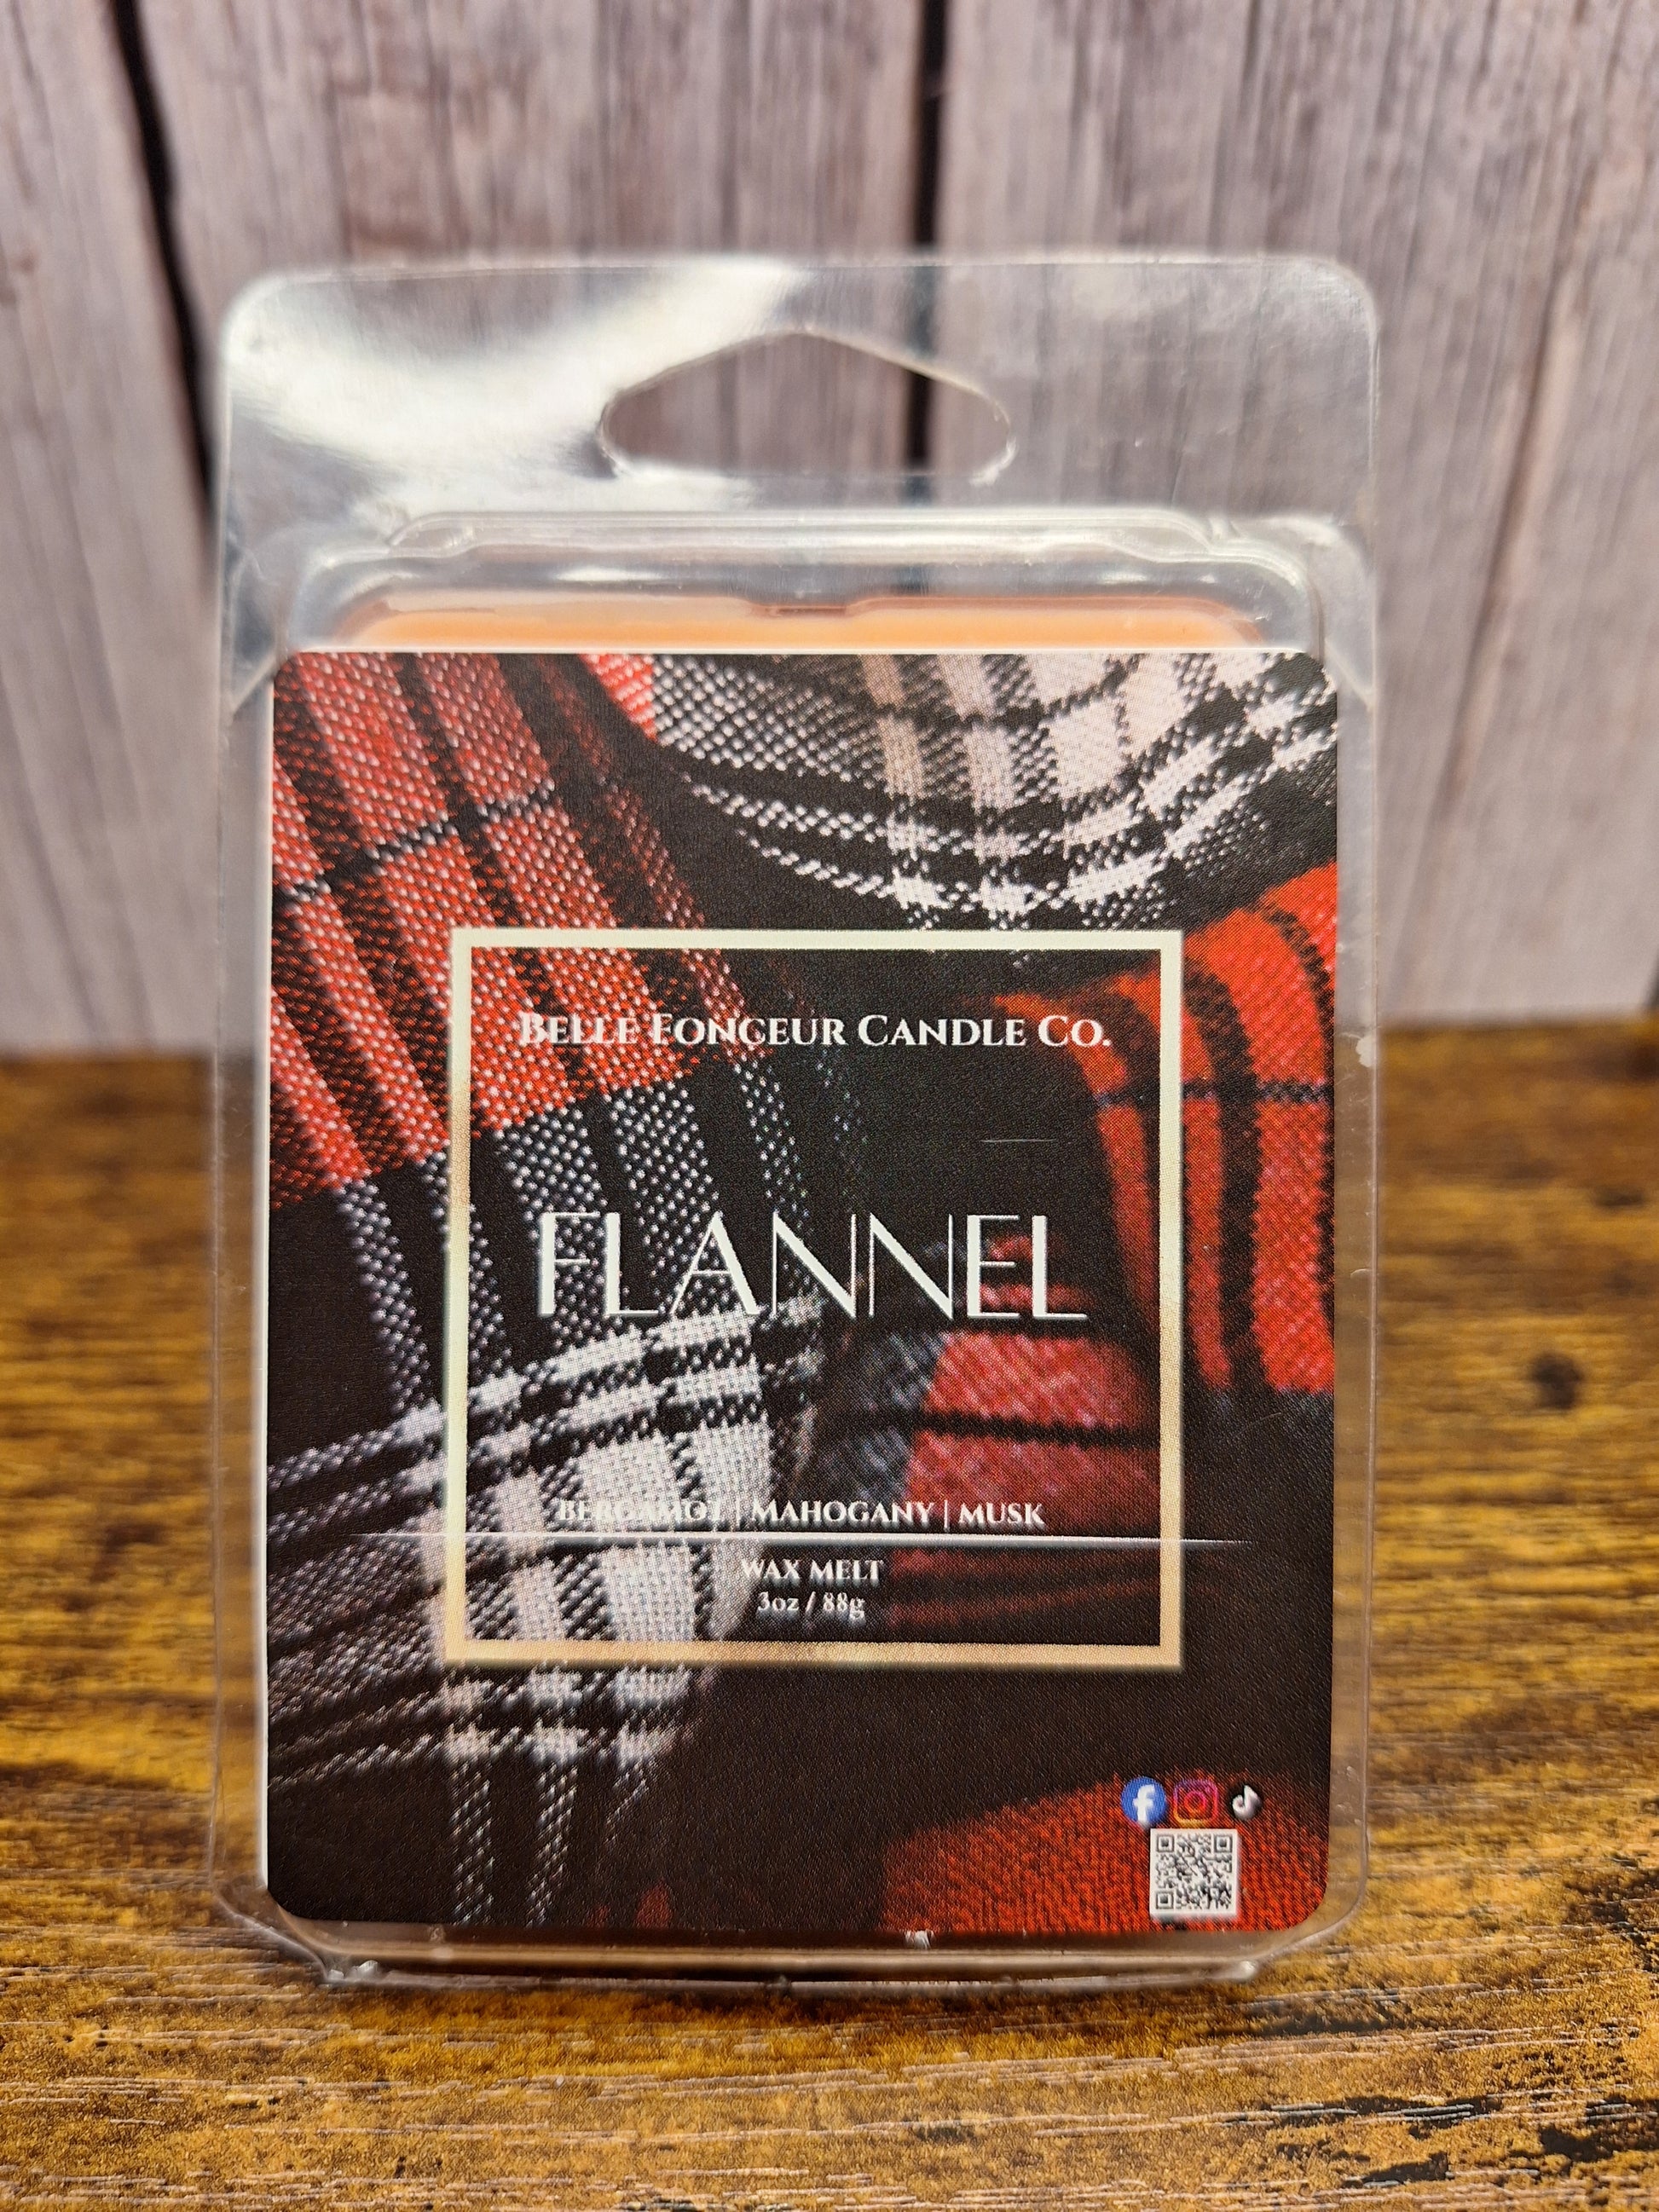 BELLE FONCEUR CANDLE CO.
FLANNEL
BERGAMOT | MAHOGANY | MUSK
WAX MELT
3oz / 88g